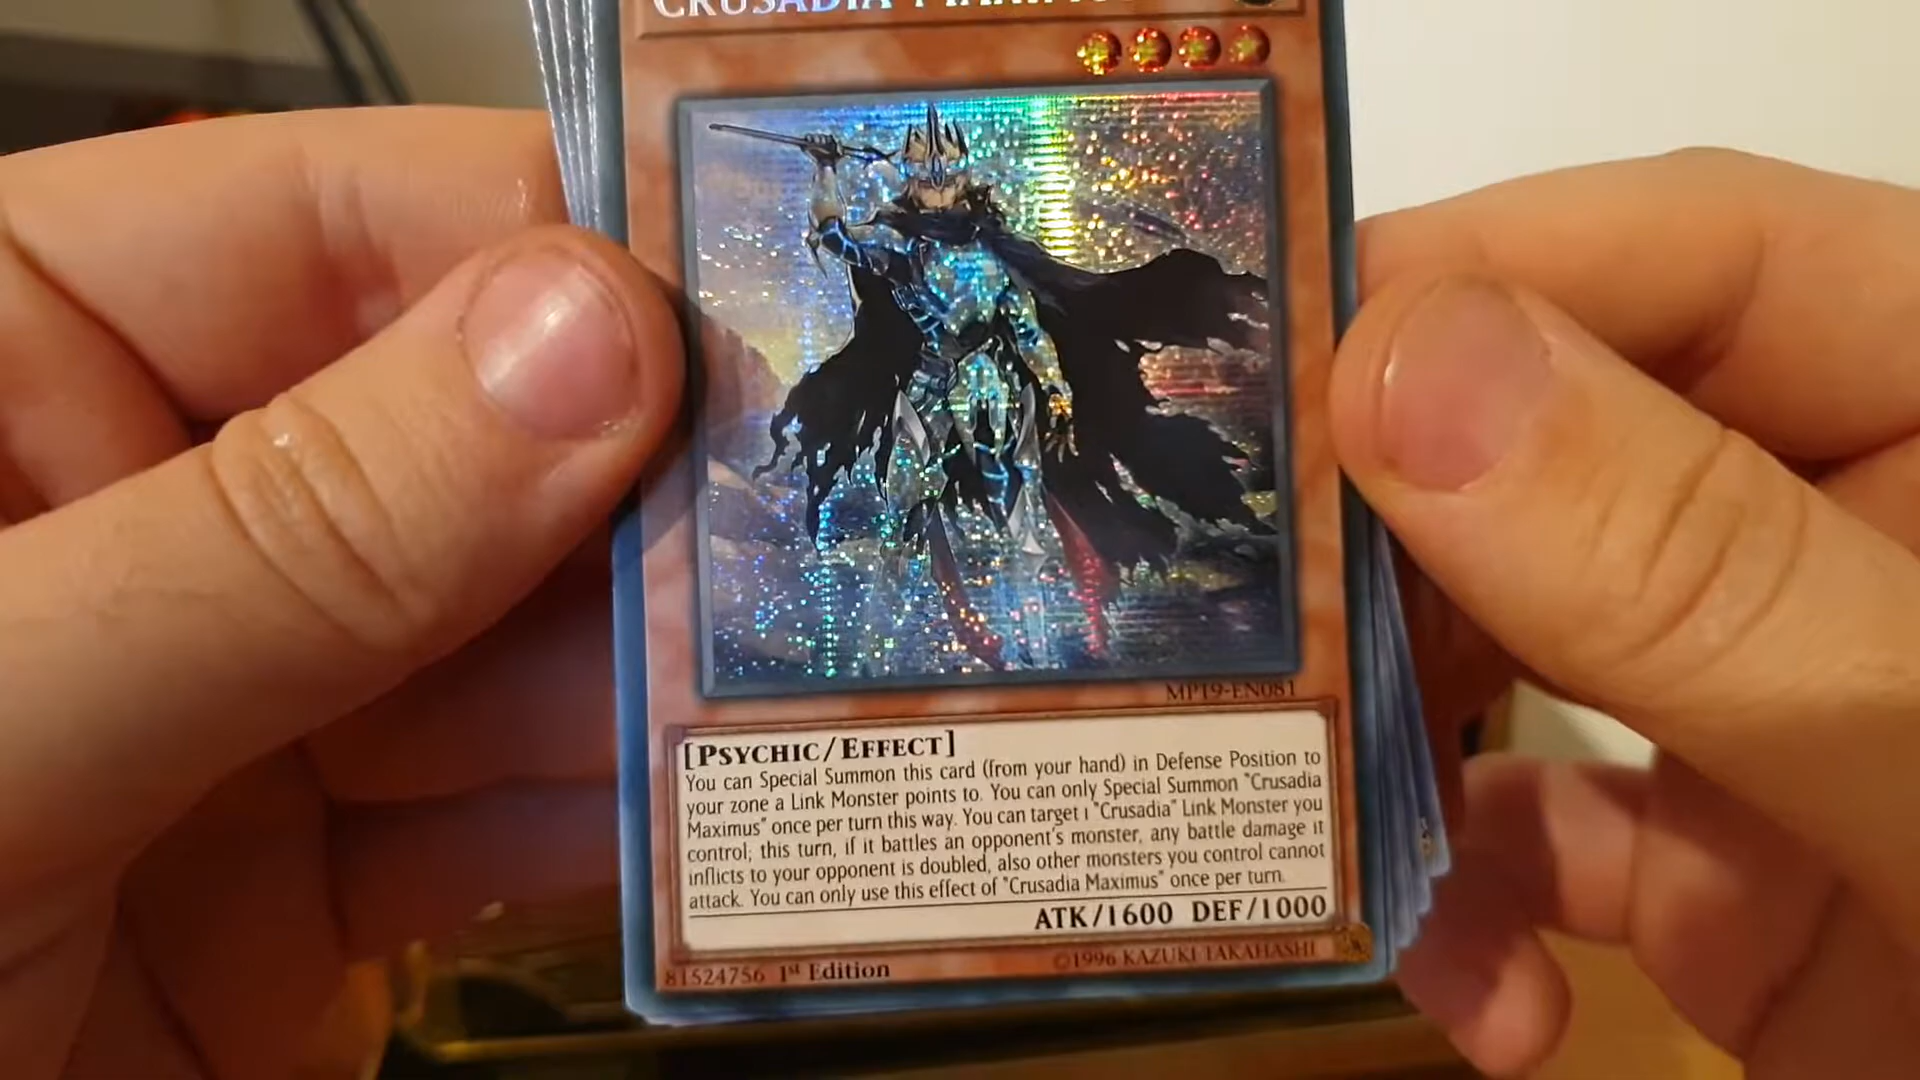 CRUSADIA MAXIMUS
MP19-EN081
[PSYCHIC/EFFECT]
You can Special Summon this card (from your hand) in Defense Position to
your zone a Link Monster points to. You can only Special Summon "Crusadia
Maximus" once per turn this way. You can target 1 "Crusadia" Link Monster you
control; this turn, if it battles an opponent's monster, any battle damage it
inflicts to your opponent is doubled, also other monsters you control cannot
attack. You can only use this effect of "Crusadia Maximus" once per turn.
ATK/1600 DEF/1000
81524756 1st Edition ©1996 KAZUKI TAKAHASHI